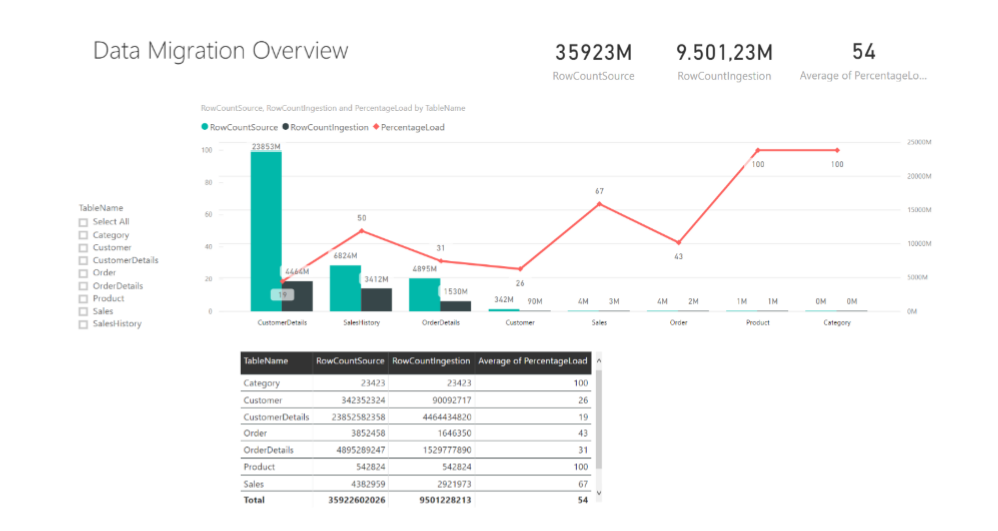 Data Migration Overview
35923M
RowCountSource
9.501,23M
RowCountIngestion
54
Average of PercentageLo...
RowCountSource, RowCountIngestion and PercentageLoad by TableName
RowCountSource RowCountIngestion PercentageLoad
100
80
60
40
20
0
25000M
20000M
15000M
10000M
5000M
0M
23853M
4464M
19
6824M
3412M
50
4895M
1530M
31
342M
90M
26
4M
3M
67
4M
2M
43
1M
1M
100
0M
0M
100
CustomerDetails SalesHistory OrderDetails Customer Sales Order Product Category
TableName
Select All
Category
Customer
CustomerDetails
Order
OrderDetails
Product
Sales
SalesHistory
TableName RowCountSource RowCountIngestion Average of PercentageLoad
Category 23423 23423 100
Customer 342352324 90092717 26
CustomerDetails 23852582358 4464434820 19
Order 3852458 1646350 43
OrderDetails 4895289247 1529777890 31
Product 542824 542824 100
Sales 4382959 2921973 67
Total 35922602026 9501228213 54